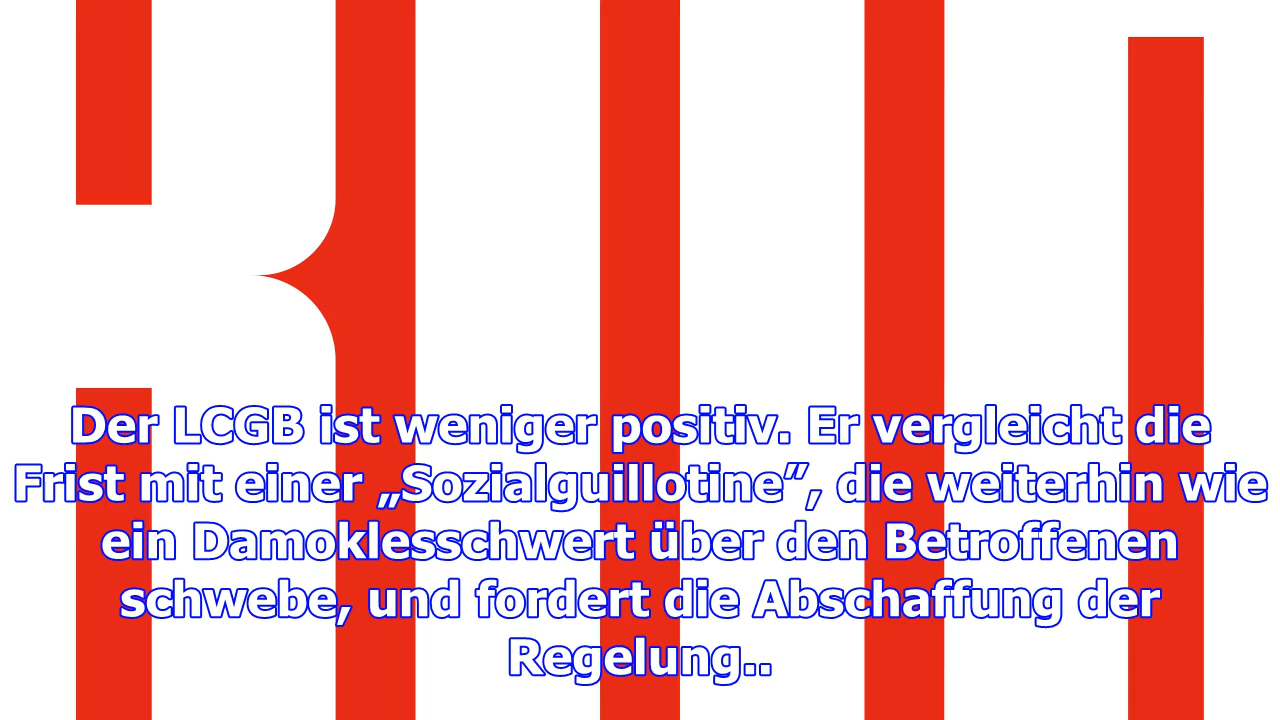 Der LCGB ist weniger positiv. Er vergleicht die
Frist mit einer „Sozialguillotine”, die weiterhin wie
ein Damoklesschwert über den Betroffenen
schwebe, und fordert die Abschaffung der
Regelung..